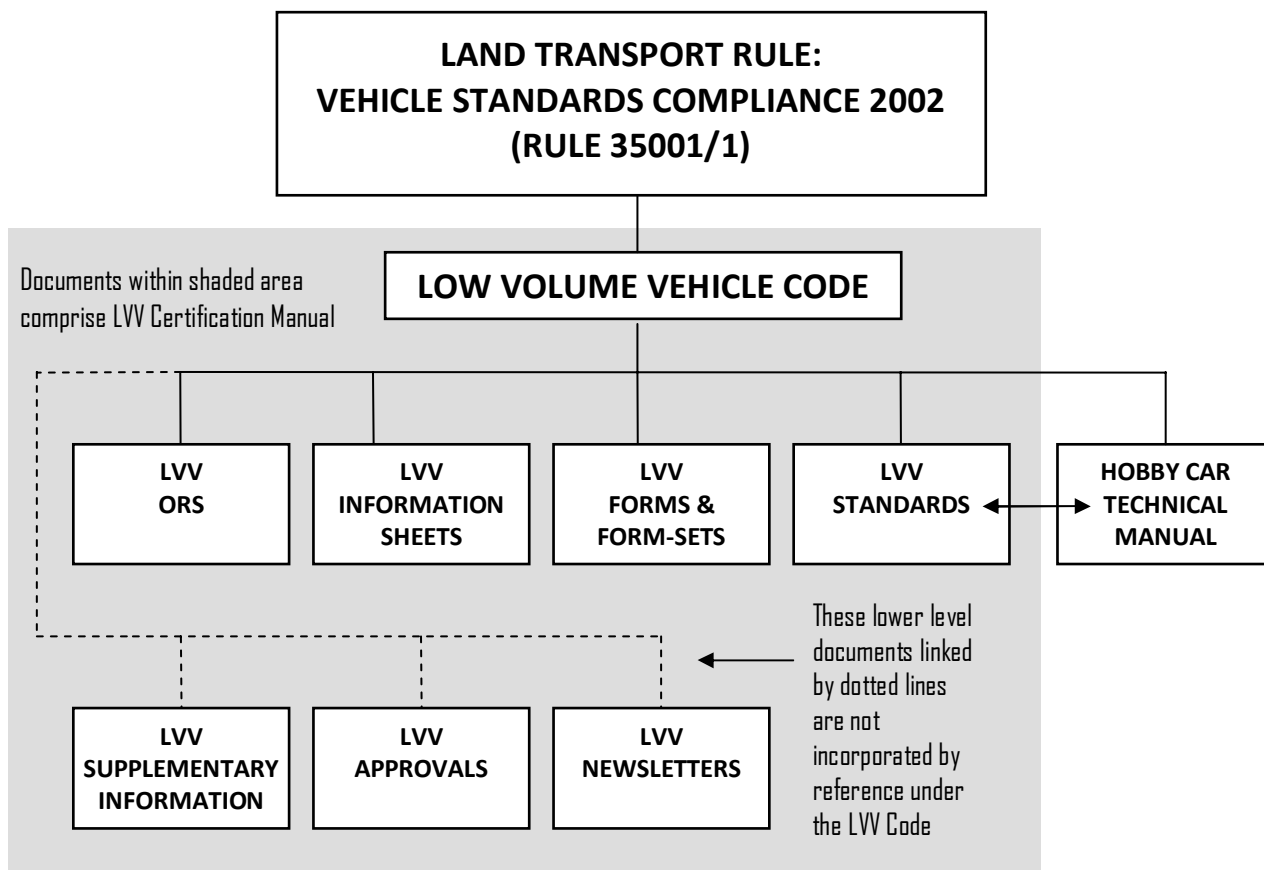 LAND TRANSPORT RULE:
VEHICLE STANDARDS COMPLIANCE 2002
(RULE 35001/1)
Documents within shaded area
comprise LVV Certification Manual
LOW VOLUME VEHICLE CODE
LVV
ORS
LVV
INFORMATION
SHEETS
LVV
FORMS &
FORM-SETS
LVV
STANDARDS
HOBBY CAR
TECHNICAL
MANUAL
LVV
SUPPLEMENTARY
INFORMATION
LVV
APPROVALS
LVV
NEWSLETTERS
These lower level
documents linked
by dotted lines
are not
incorporated by
reference under
the LVV Code